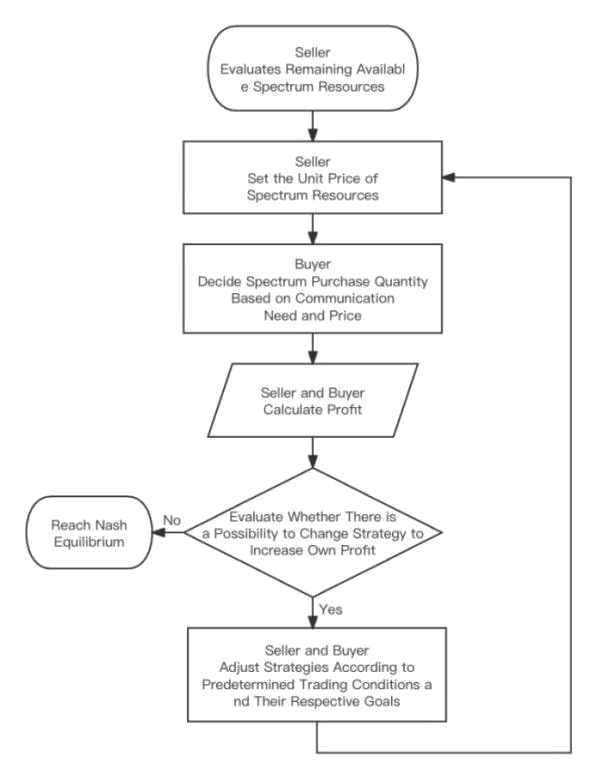 Seller
Evaluates Remaining Availabl
e Spectrum Resources
Seller
Set the Unit Price of
Spectrum Resources
Buyer
Decide Spectrum Purchase Quantity
Based on Communication
Need and Price
Seller and Buyer
Calculate Profit
Evaluate Whether There is
a Possibility to Change Strategy to
Increase Own Profit
No
Reach Nash
Equilibrium
Yes
Seller and Buyer
Adjust Strategies According to
Predetermined Trading Conditions a
nd Their Respective Goals